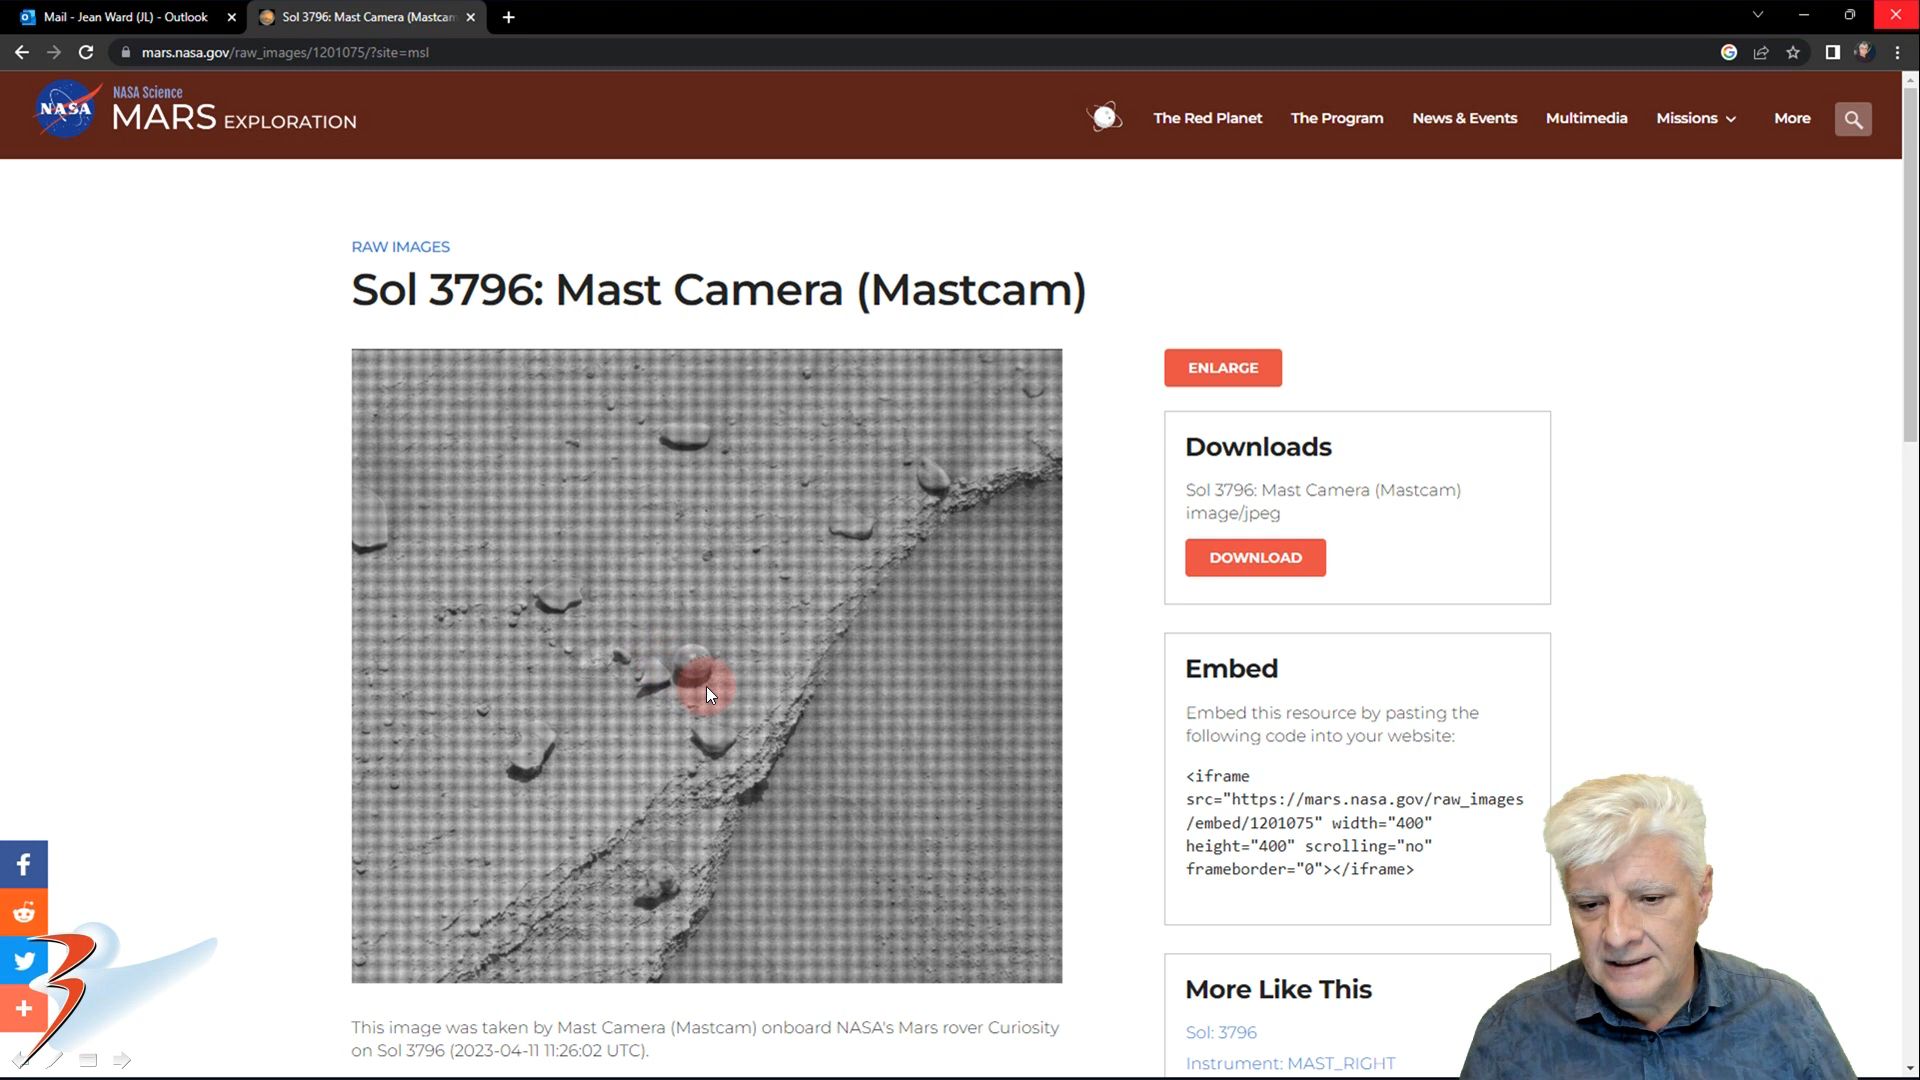 Mail - Jean Ward (JL) - Outlook
Sol 3796: Mast Camera (Mastcam
mars.nasa.gov/raw_images/1201075/?site=msl
NASA
NASA Science
MARS EXPLORATION
The Red Planet
The Program
News & Events
Multimedia
Missions
More
RAW IMAGES
Sol 3796: Mast Camera (Mastcam)
ENLARGE
Downloads
Sol 3796: Mast Camera (Mastcam)
image/jpeg
DOWNLOAD
Embed
Embed this resource by pasting the
following code into your website:
<iframe
src="https://mars.nasa.gov/raw_images
/embed/1201075" width="400"
height="400" scrolling="no"
frameborder="0"></iframe>
More Like This
Sol: 3796
Instrument: MAST_RIGHT
This image was taken by Mast Camera (Mastcam) onboard NASA's Mars rover Curiosity
on Sol 3796 (2023-04-11 11:26:02 UTC).